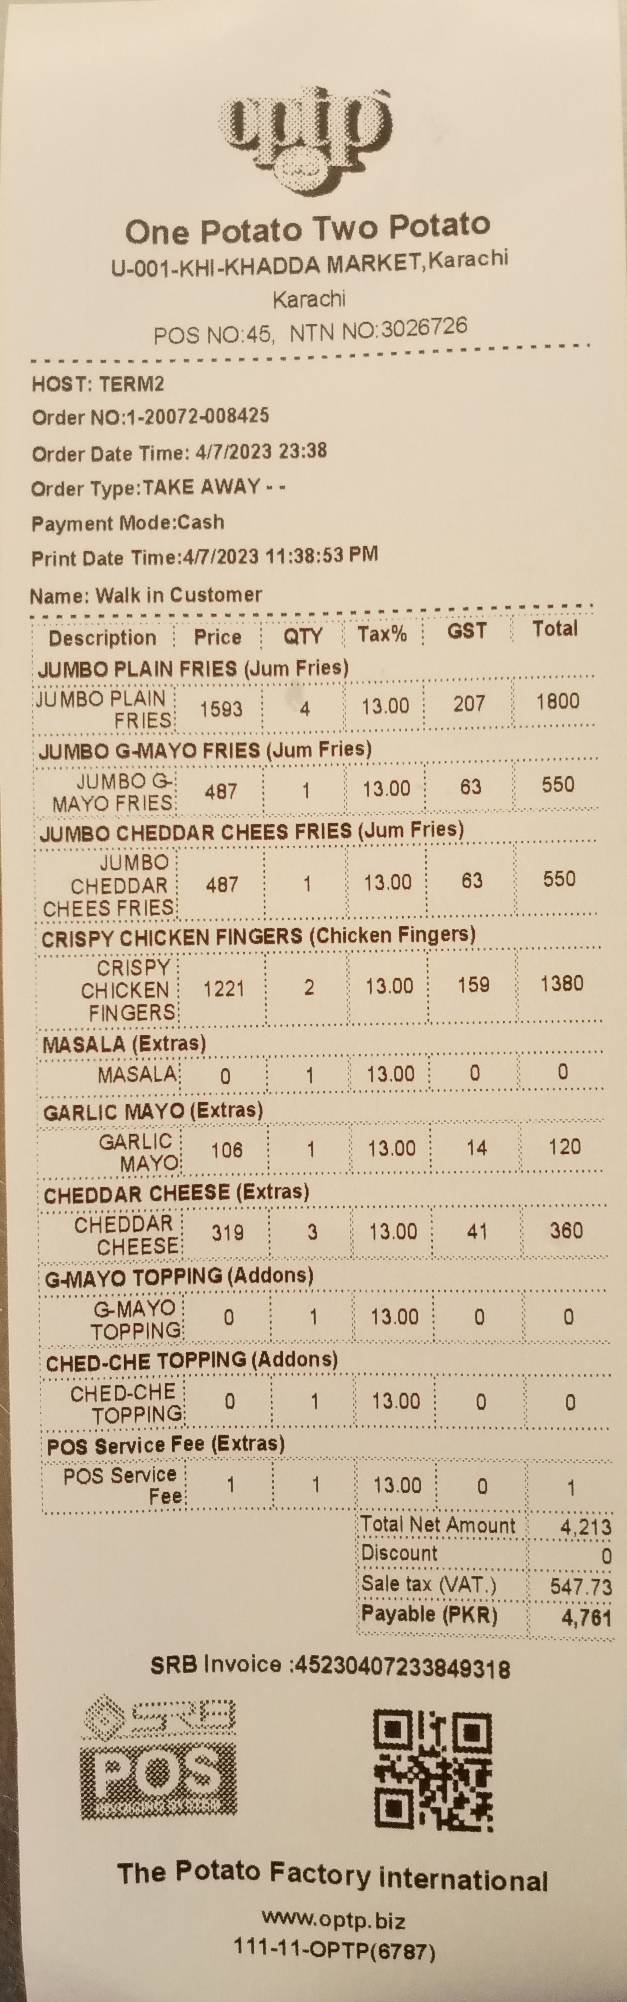 optp
One Potato Two Potato
U-001-KHI-KHADDA MARKET,Karachi
Karachi
POS NO:45, NTN NO:3026726
HOST: TERM2
Order NO:1-20072-008425
Order Date Time: 4/7/2023 23:38
Order Type:TAKE AWAY - -
Payment Mode:Cash
Print Date Time:4/7/2023 11:38:53 PM
Name: Walk in Customer
Description Price QTY Tax% GST Total
JUMBO PLAIN FRIES (Jum Fries)
JUMBO PLAIN
FRIES 1593 4 13.00 207 1800
JUMBO G-MAYO FRIES (Jum Fries)
JUMBO G-
MAYO FRIES 487 1 13.00 63 550
JUMBO CHEDDAR CHEES FRIES (Jum Fries)
JUMBO
CHEDDAR 487 1 13.00 63 550
CHEES FRIES
CRISPY CHICKEN FINGERS (Chicken Fingers)
CRISPY
CHICKEN 1221 2 13.00 159 1380
FINGERS
MASALA (Extras)
MASALA 0 1 13.00 0 0
GARLIC MAYO (Extras)
GARLIC
MAYO 106 1 13.00 14 120
CHEDDAR CHEESE (Extras)
CHEDDAR
CHEESE 319 3 13.00 41 360
G-MAYO TOPPING (Addons)
G-MAYO
TOPPING 0 1 13.00 0 0
CHED-CHE TOPPING (Addons)
CHED-CHE
TOPPING 0 1 13.00 0 0
POS Service Fee (Extras)
POS Service
Fee 1 1 13.00 0 1
Total Net Amount 4,213
Discount 0
Sale tax (VAT.) 547.73
Payable (PKR) 4,761
SRB Invoice :45230407233849318
SRB
POS
The Potato Factory international
www.optp.biz
111-11-OPTP(6787)